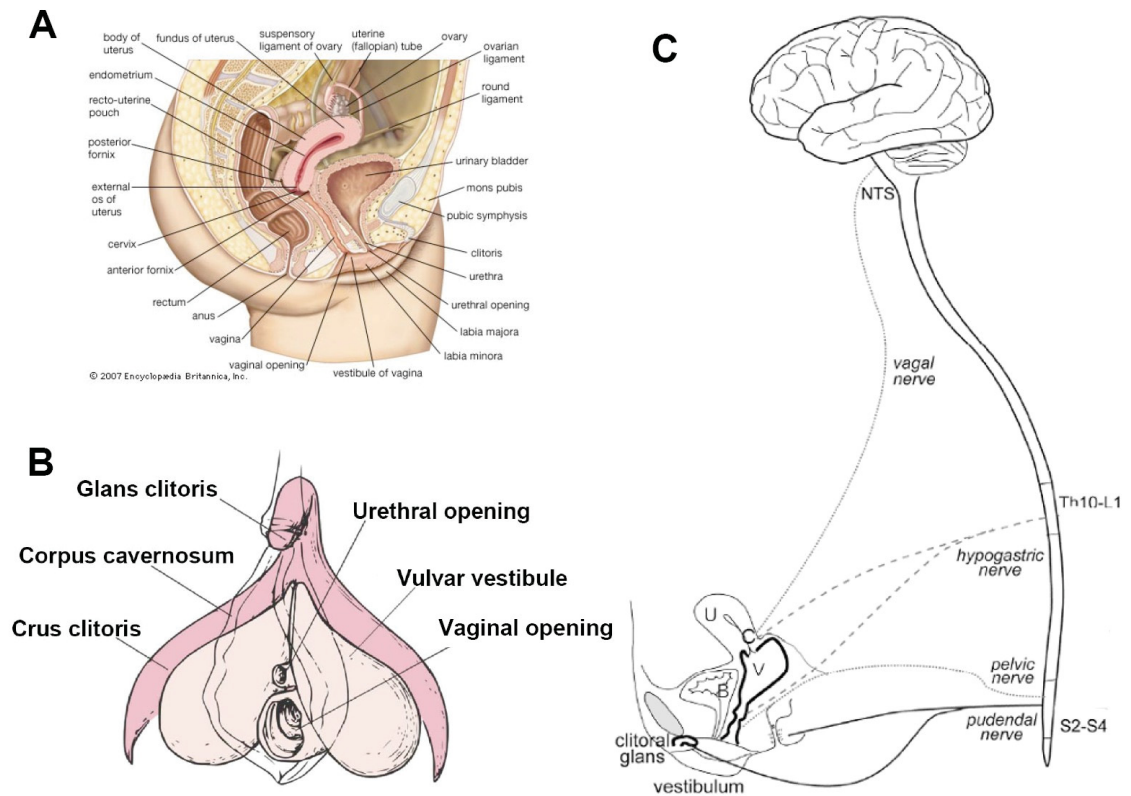 A
body of
uterus
fundus of uterus
suspensory
ligament of ovary
uterine
(fallopian) tube
ovary
ovarian
ligament
endometrium
round
ligament
recto-uterine
pouch
posterior
fornix
urinary bladder
external
os of
uterus
mons pubis
pubic symphysis
cervix
clitoris
anterior fornix
urethra
rectum
urethral opening
anus
labia majora
vagina
labia minora
vaginal opening
vestibule of vagina
© 2007 Encyclopædia Britannica, Inc.
B
Glans clitoris
Urethral opening
Corpus cavernosum
Vulvar vestibule
Crus clitoris
Vaginal opening
C
NTS
vagal
nerve
Th10-L1
hypogastric
nerve
U
C
V
B
pelvic
nerve
pudendal
nerve
S2-S4
clitoral
glans
vestibulum